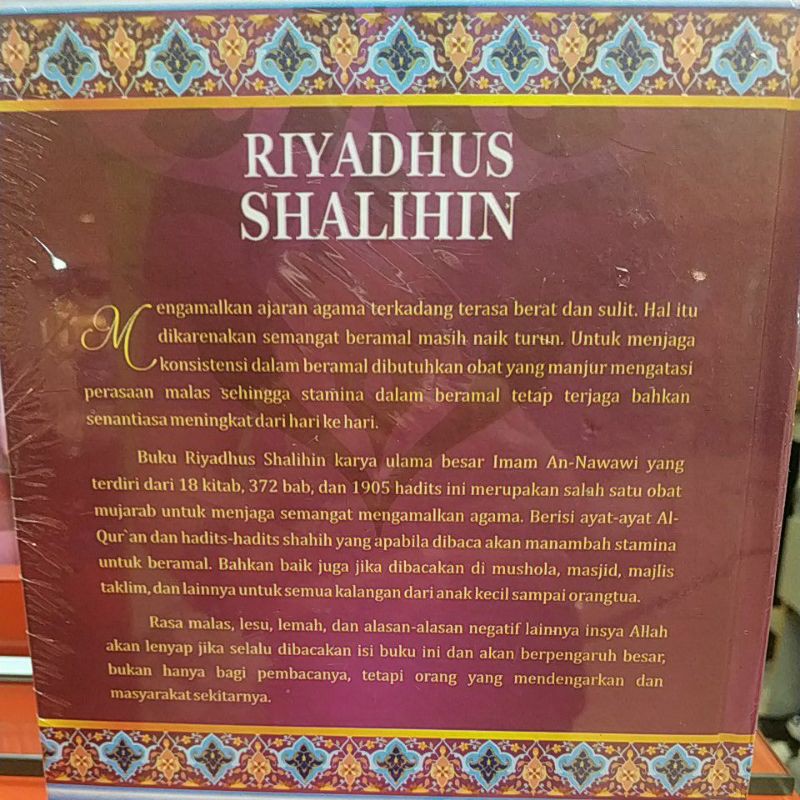 RIYADHUS
SHALIHIN
Mengamalkan ajaran agama terkadang terasa berat dan sulit. Hal itu
dikarenakan semangat beramal masih naik turun. Untuk menjaga
konsistensi dalam beramal dibutuhkan obat yang manjur mengatasi
perasaan malas sehingga stamina dalam beramal tetap terjaga bahkan
senantiasa meningkat dari hari ke hari.
Buku Riyadhus Shalihin karya ulama besar Imam An-Nawawi yang
terdiri dari 18 kitab, 372 bab, dan 1905 hadits ini merupakan salah satu obat
mujarab untuk menjaga semangat mengamalkan agama. Berisi ayat-ayat Al-
Qur`an dan hadits-hadits shahih yang apabila dibaca akan manambah stamina
untuk beramal. Bahkan baik juga jika dibacakan di mushola, masjid, majlis
taklim, dan lainnya untuk semua kalangan dari anak kecil sampai orangtua.
Rasa malas, lesu, lemah, dan alasan-alasan negatif lainnya insya Allah
akan lenyap jika selalu dibacakan isi buku ini dan akan berpengaruh besar,
bukan hanya bagi pembacanya, tetapi orang yang mendengarkan dan
masyarakat sekitarnya.